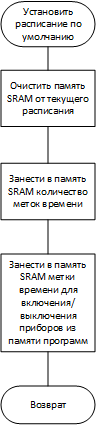 Установить
расписание по
умолчанию
Очистить память
SRAM от текущего
расписания
Занести в память
SRAM количество
меток времени
Занести в память
SRAM метки
времени для
включения/
выключения
приборов из
памяти программ
Возврат